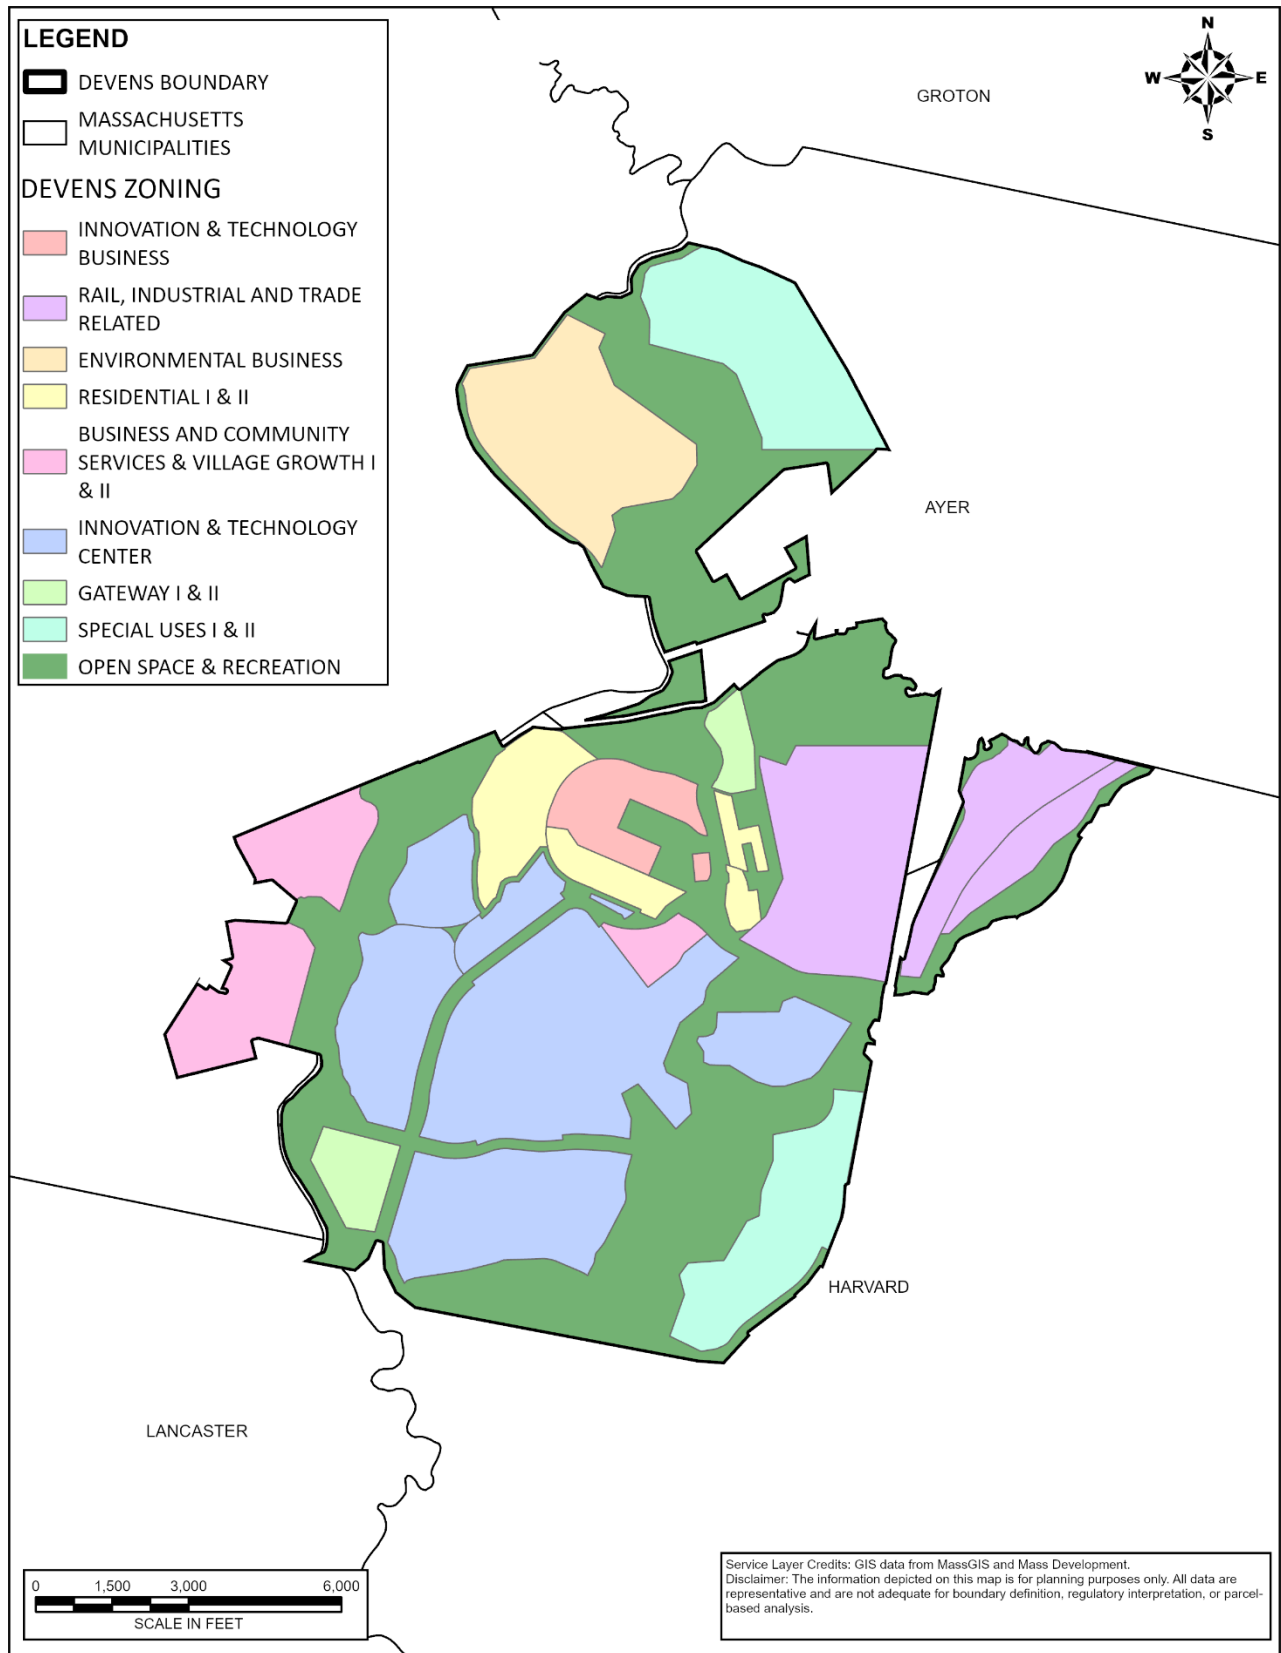 LEGEND
DEVENS BOUNDARY
MASSACHUSETTS
MUNICIPALITIES
DEVENS ZONING
INNOVATION & TECHNOLOGY
BUSINESS
RAIL, INDUSTRIAL AND TRADE
RELATED
ENVIRONMENTAL BUSINESS
RESIDENTIAL I & II
BUSINESS AND COMMUNITY
SERVICES & VILLAGE GROWTH I
& II
INNOVATION & TECHNOLOGY
CENTER
GATEWAY I & II
SPECIAL USES I & II
OPEN SPACE & RECREATION
N
W E
S
GROTON
AYER
HARVARD
LANCASTER
0 1,500 3,000 6,000
SCALE IN FEET
Service Layer Credits: GIS data from MassGIS and Mass Development.
Disclaimer: The information depicted on this map is for planning purposes only. All data are
representative and are not adequate for boundary definition, regulatory interpretation, or parcel-
based analysis.